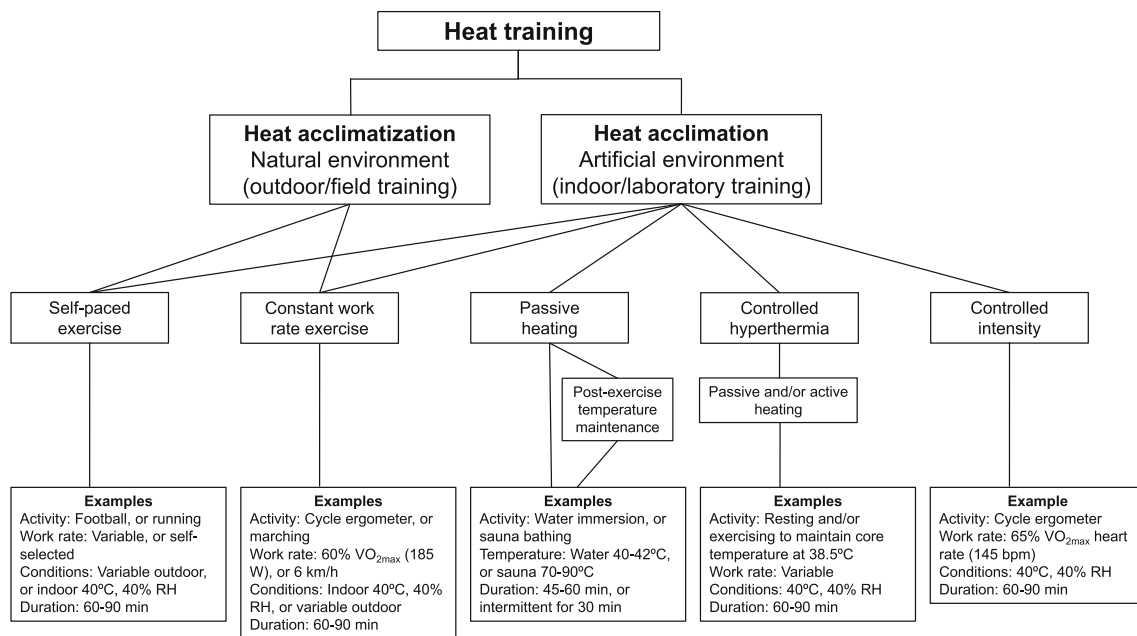 Heat training
Heat acclimatization
Natural environment
(outdoor/field training)
Heat acclimation
Artificial environment
(indoor/laboratory training)
Self-paced
exercise
Constant work
rate exercise
Passive
heating
Controlled
hyperthermia
Controlled
intensity
Post-exercise
temperature
maintenance
Passive and/or active
heating
Examples
Activity: Football, or running
Work rate: Variable, or self-
selected
Conditions: Variable outdoor,
or indoor 40ºC, 40% RH
Duration: 60-90 min
Examples
Activity: Cycle ergometer, or
marching
Work rate: 60% VO2max (185
W), or 6 km/h
Conditions: Indoor 40ºC, 40%
RH, or variable outdoor
Duration: 60-90 min
Examples
Activity: Water immersion, or
sauna bathing
Temperature: Water 40-42ºC,
or sauna 70-90ºC
Duration: 45-60 min, or
intermittent for 30 min
Examples
Activity: Resting and/or
exercising to maintain core
temperature at 38.5ºC
Work rate: Variable
Conditions: 40ºC, 40% RH
Duration: 60-90 min
Example
Activity: Cycle ergometer
Work rate: 65% VO2max heart
rate (145 bpm)
Conditions: 40ºC, 40% RH
Duration: 60-90 min